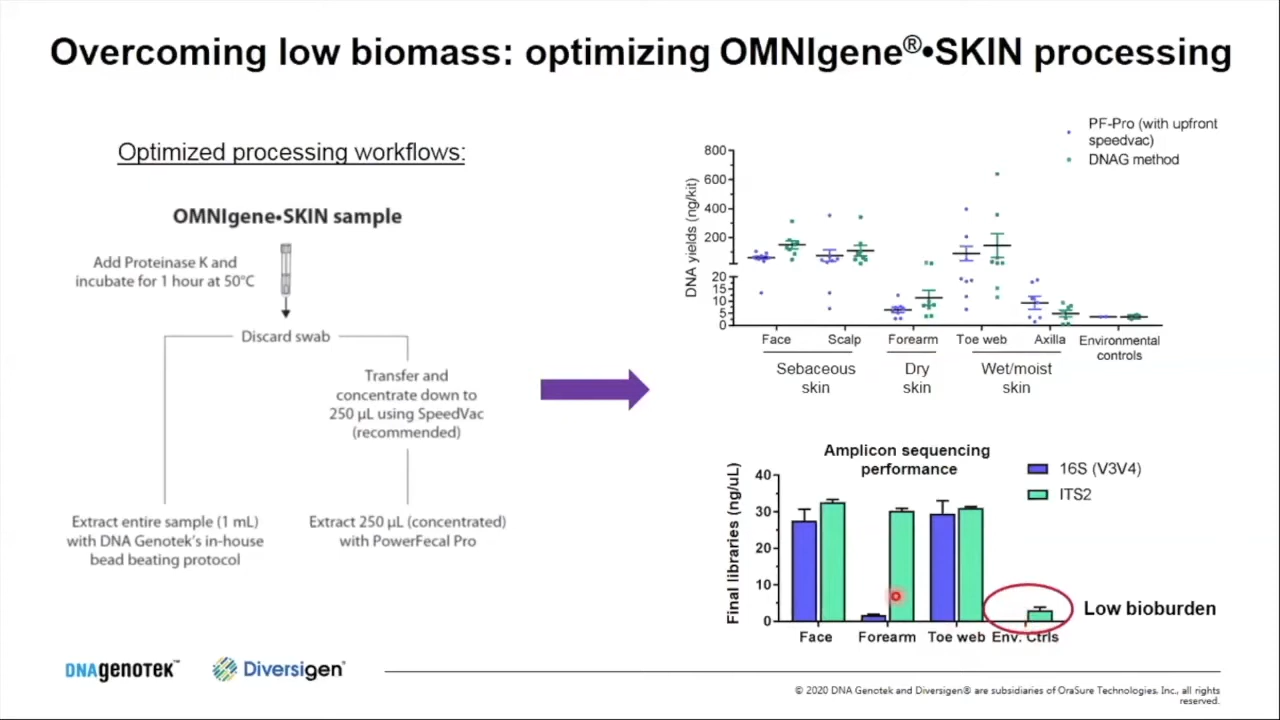 Overcoming low biomass: optimizing OMNIgene®•SKIN processing
Optimized processing workflows:
OMNIgene•SKIN sample
Add Proteinase K and
incubate for 1 hour at 50°C
Discard swab
Transfer and
concentrate down to
250 µL using SpeedVac
(recommended)
Extract entire sample (1 mL)
with DNA Genotek's in-house
bead beating protocol
Extract 250 µL (concentrated)
with PowerFecal Pro
PF-Pro (with upfront
speedvac)
DNAG method
DNA yields (ng/kit)
800
600
400
200
20
15
10
5
0
Face
Scalp
Forearm
Toe web
Axilla
Environmental
controls
Sebaceous
skin
Dry
skin
Wet/moist
skin
Amplicon sequencing
performance
16S (V3V4)
ITS2
Final libraries (ng/uL)
40
30
20
10
0
Face
Forearm
Toe web
Env. Ctrls
Low bioburden
DNAGENOTEK™
Diversigen®
© 2020 DNA Genotek and Diversigen® are subsidiaries of OraSure Technologies, Inc., all rights
reserved.